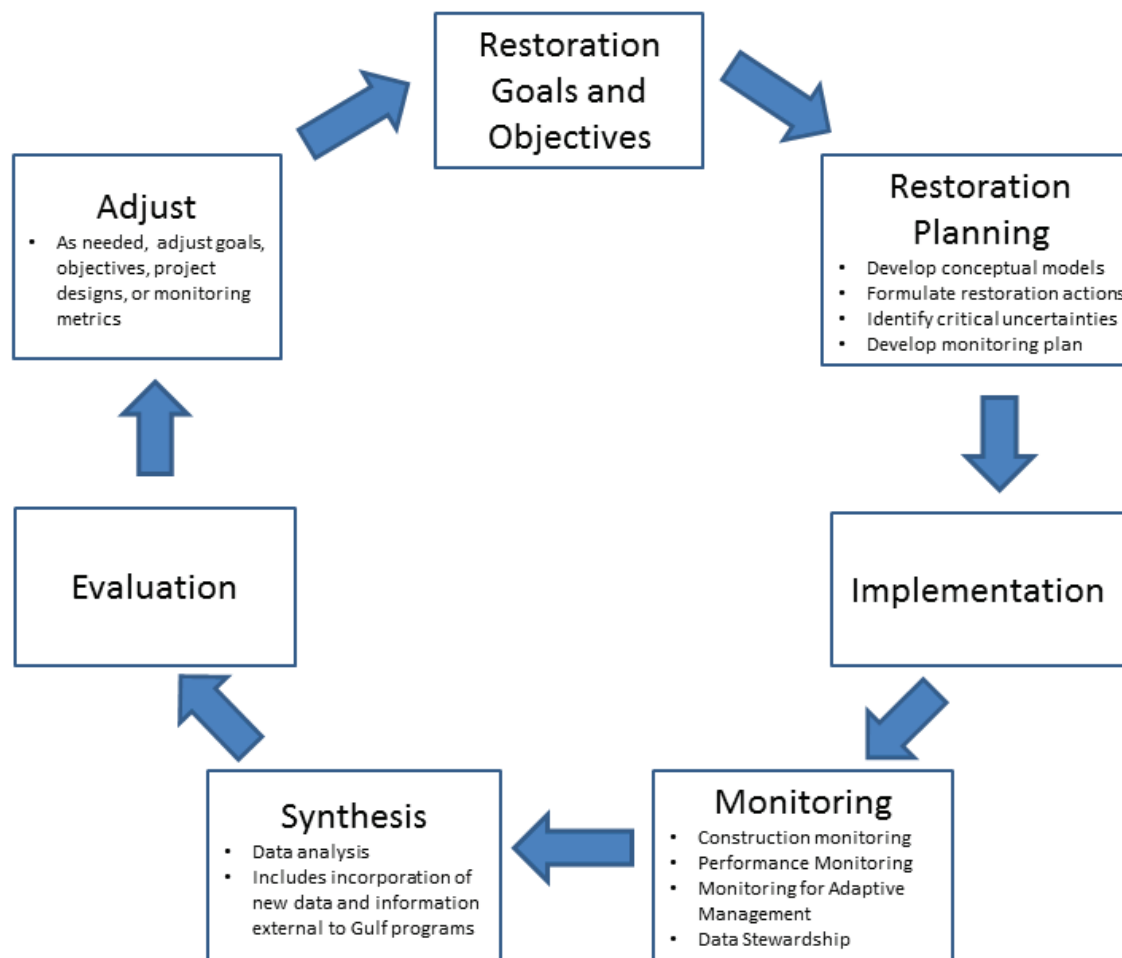 Restoration
Goals and
Objectives
Restoration
Planning
• Develop conceptual models
• Formulate restoration actions
• Identify critical uncertainties
• Develop monitoring plan
Implementation
Monitoring
• Construction monitoring
• Performance Monitoring
• Monitoring for Adaptive
Management
• Data Stewardship
Synthesis
• Data analysis
• Includes incorporation of
new data and information
external to Gulf programs
Evaluation
Adjust
• As needed, adjust goals,
objectives, project
designs, or monitoring
metrics